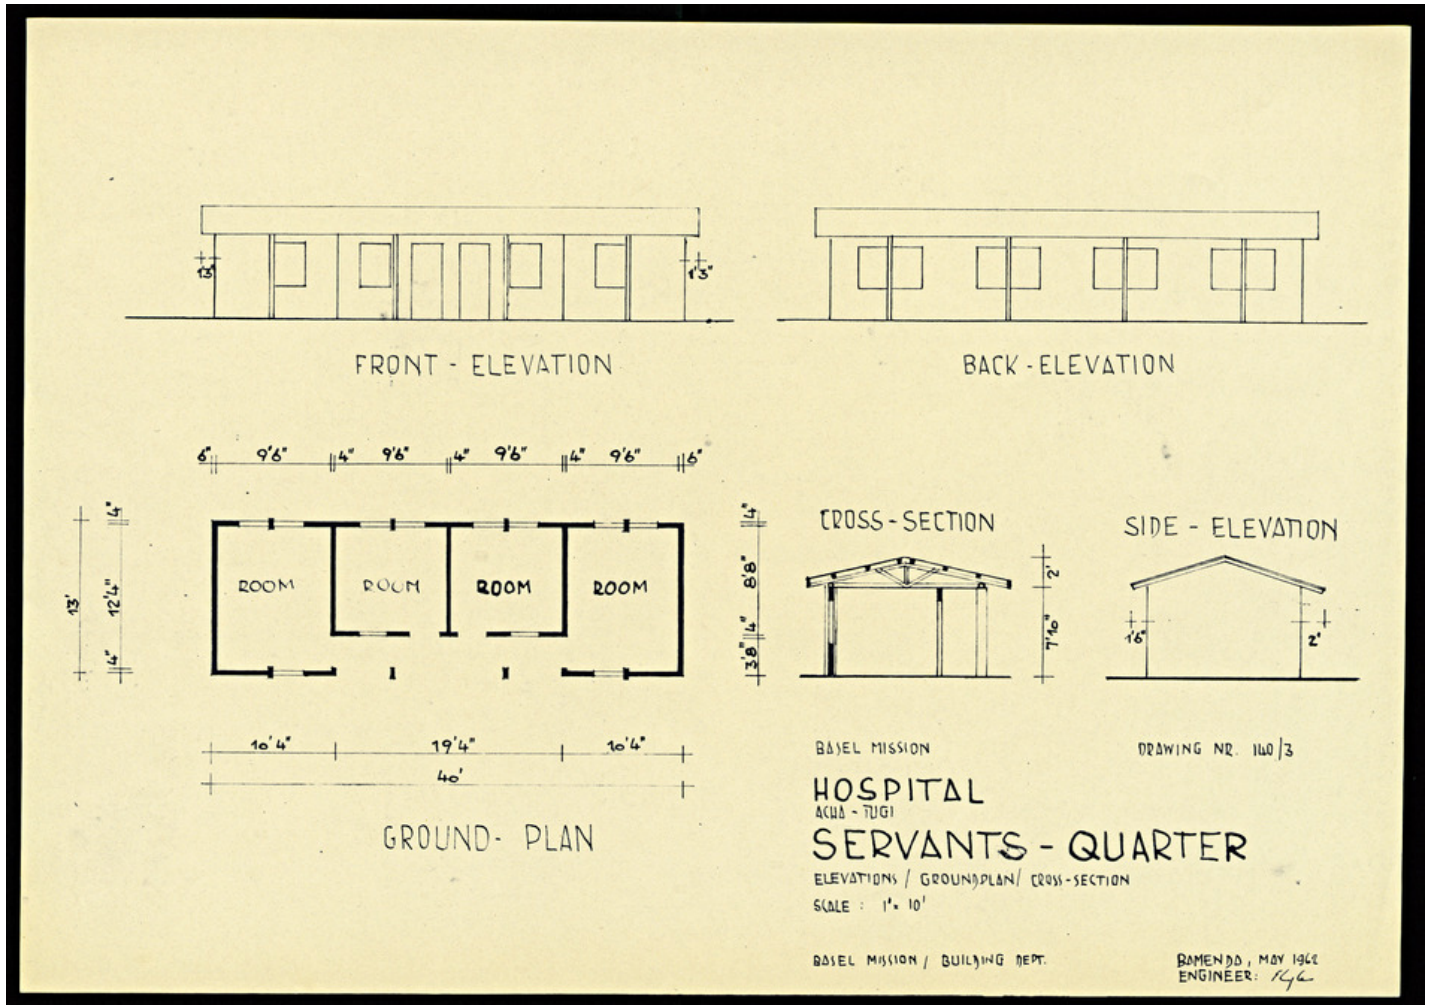 1'3"
1'3"
FRONT - ELEVATION
BACK - ELEVATION
6" 9'6" 4" 9'6" 4" 9'6" 4" 9'6" 6"
13'
4"
12'4"
4"
ROOM ROOM ROOM ROOM
10'4" 19'4" 10'4"
40'
GROUND - PLAN
4"
8'8"
4"
3'8"
CROSS - SECTION
2'
7'10"
SIDE - ELEVATION
1'6"
2'
BASEL MISSION
DRAWING NR. 140/3
HOSPITAL
ACHA - TUGI
SERVANTS - QUARTER
ELEVATIONS / GROUNDPLAN / CROSS-SECTION
SCALE : 1"= 10'
BASEL MISSION / BUILDING DEPT.
BAMENDA, MAY 1962
ENGINEER: